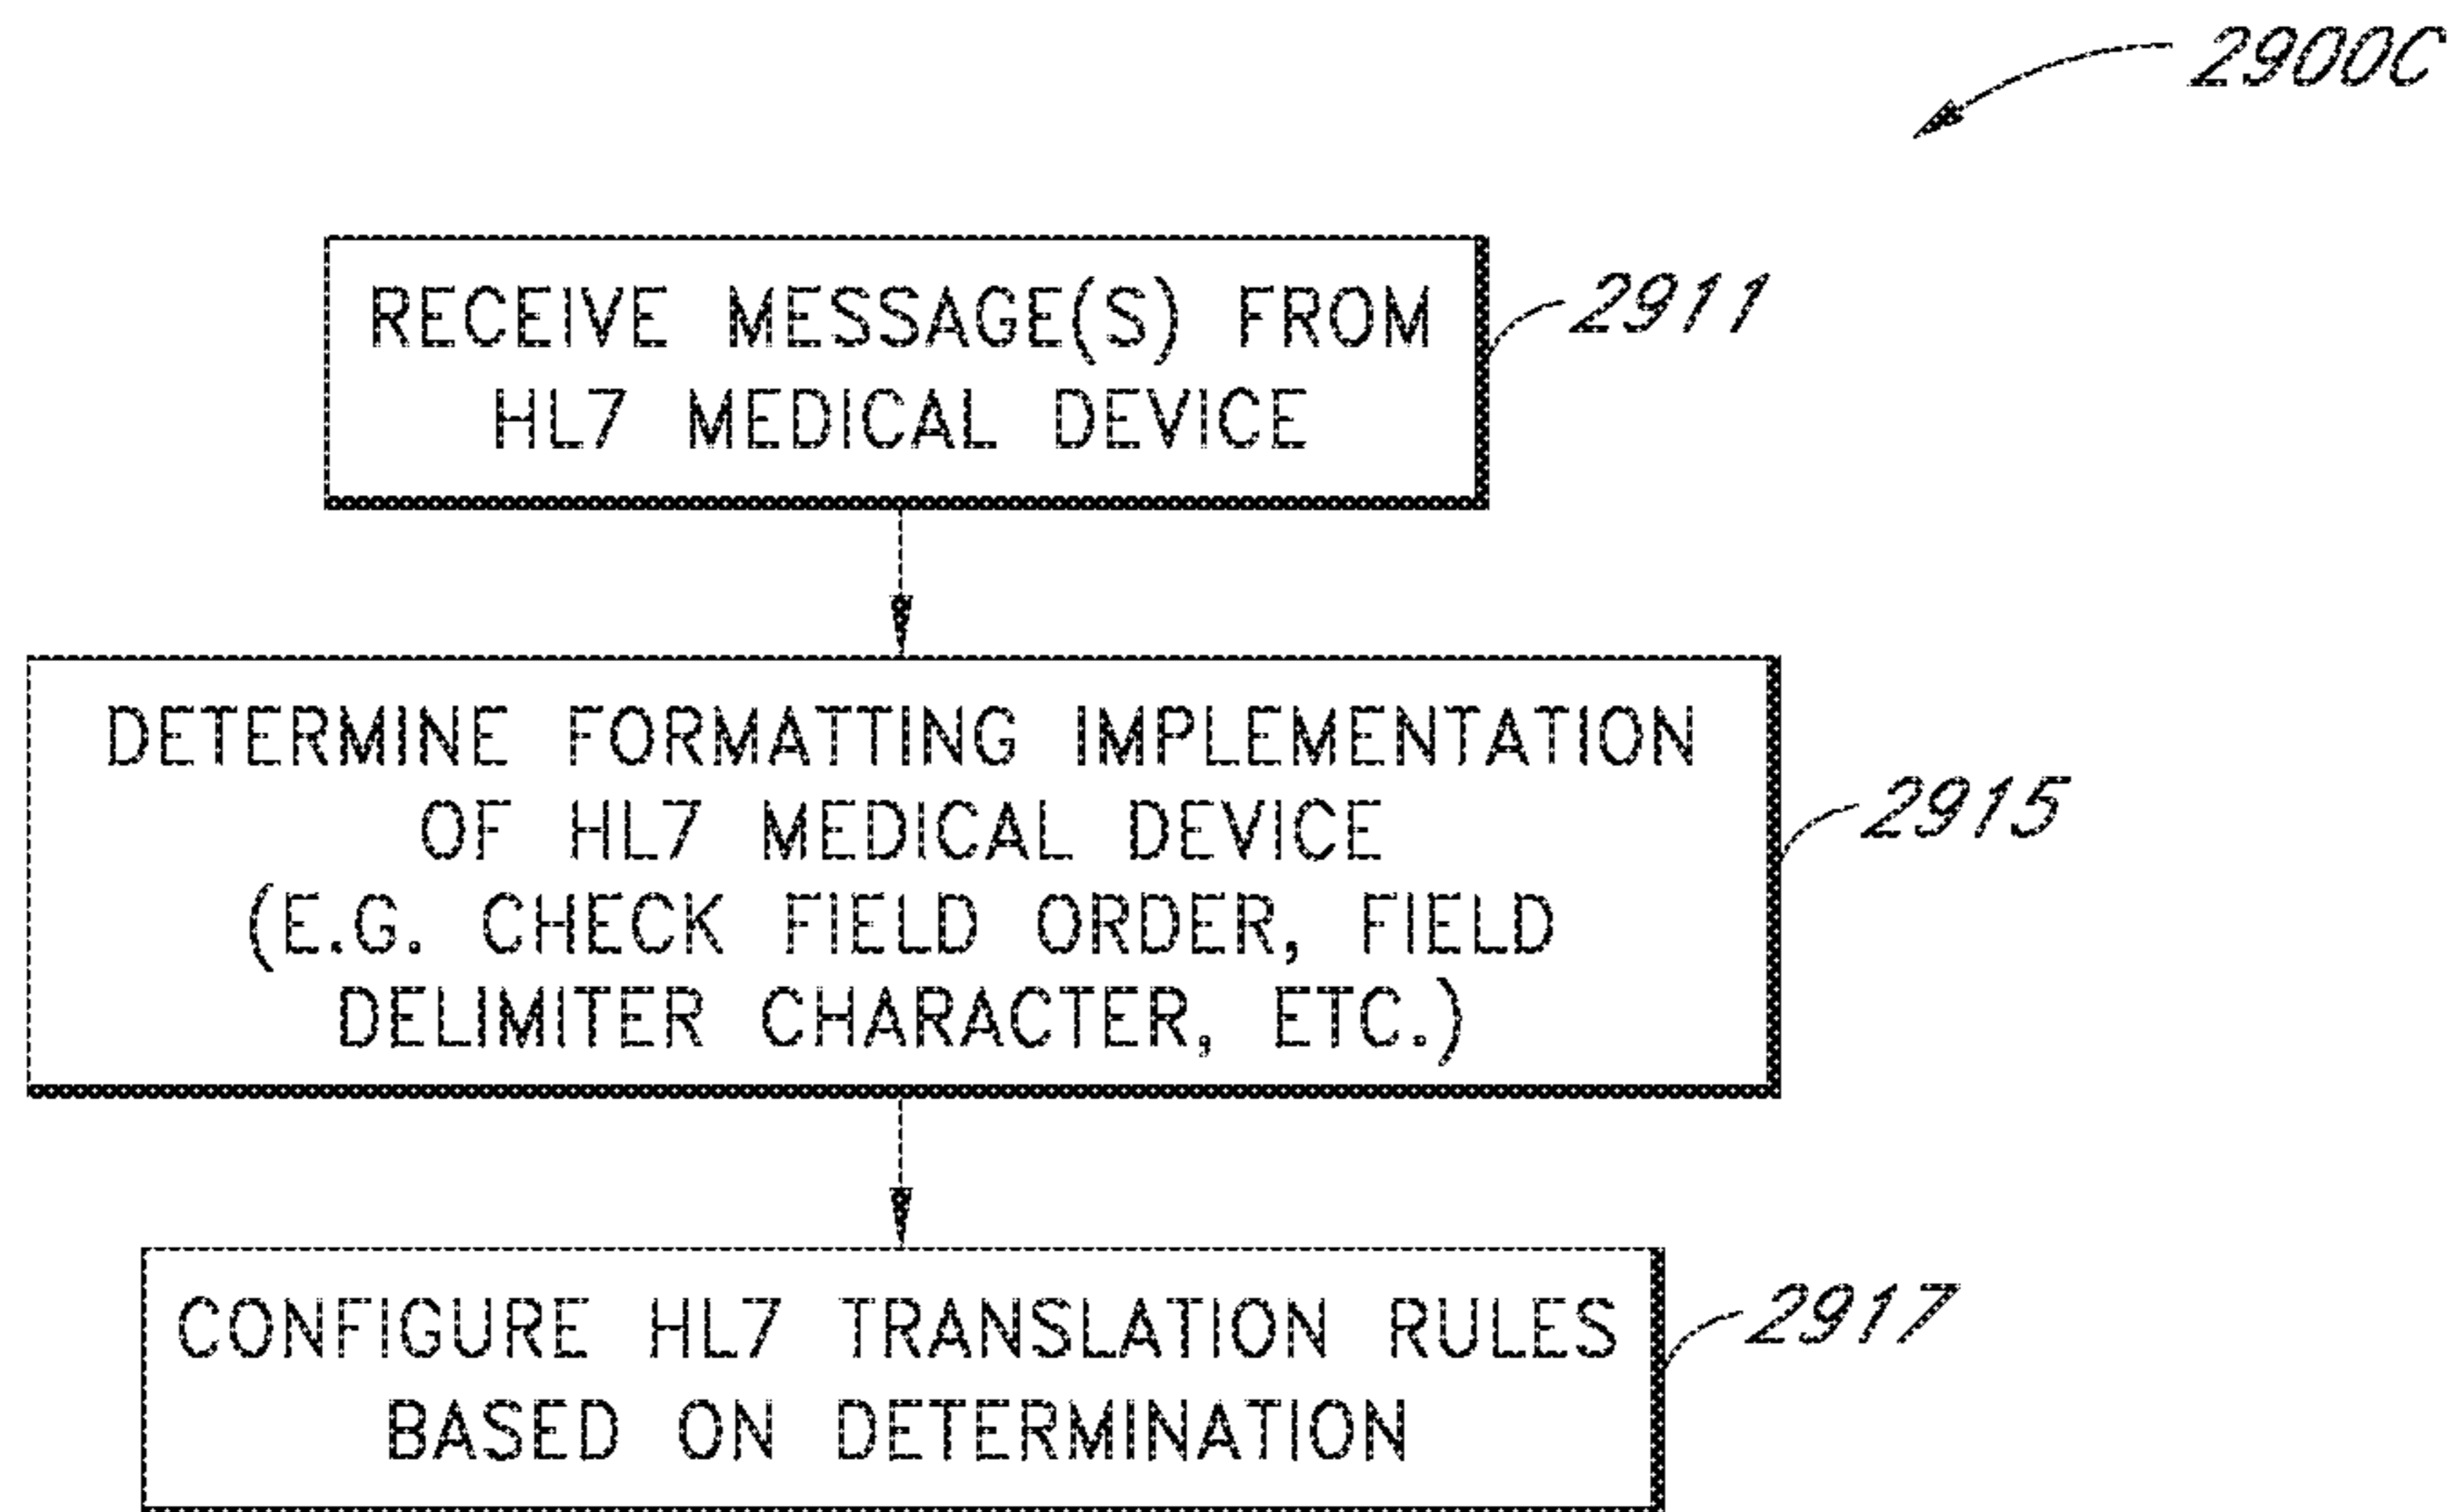 2900C
RECEIVE MESSAGE(S) FROM
HL7 MEDICAL DEVICE
2911
DETERMINE FORMATTING IMPLEMENTATION
OF HL7 MEDICAL DEVICE
(E.G. CHECK FIELD ORDER, FIELD
DELIMITER CHARACTER, ETC.)
2915
CONFIGURE HL7 TRANSLATION RULES
BASED ON DETERMINATION
2917